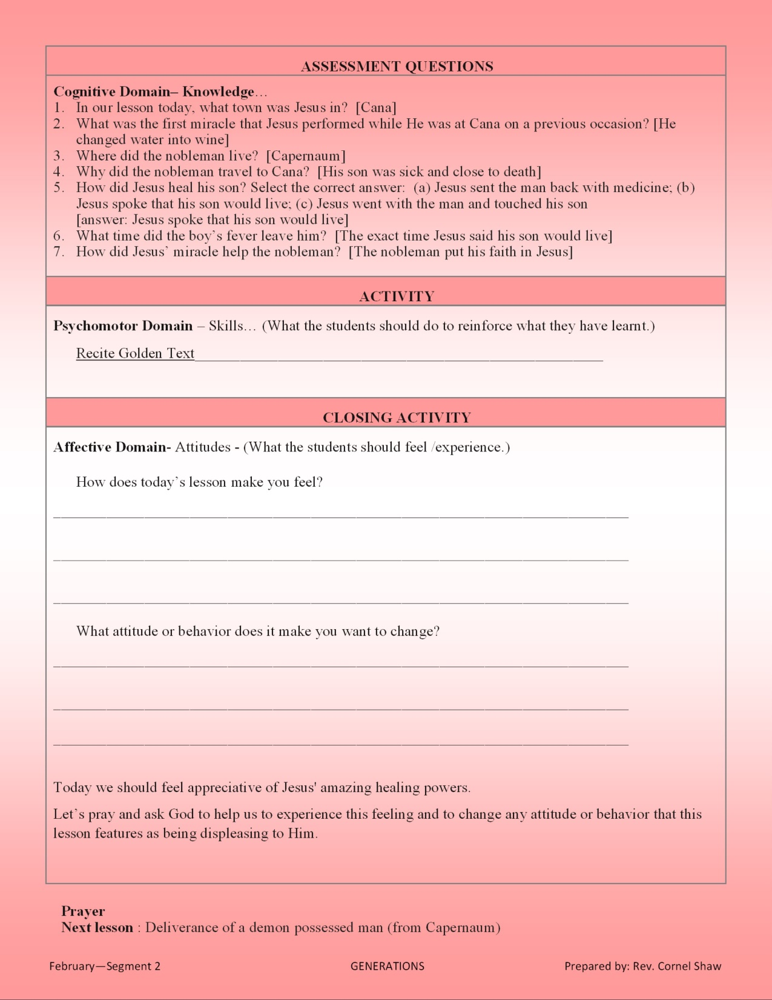 ASSESSMENT QUESTIONS
Cognitive Domain– Knowledge…
1. In our lesson today, what town was Jesus in? [Cana]
2. What was the first miracle that Jesus performed while He was at Cana on a previous occasion? [He
changed water into wine]
3. Where did the nobleman live? [Capernaum]
4. Why did the nobleman travel to Cana? [His son was sick and close to death]
5. How did Jesus heal his son? Select the correct answer: (a) Jesus sent the man back with medicine; (b)
Jesus spoke that his son would live; (c) Jesus went with the man and touched his son
[answer: Jesus spoke that his son would live]
6. What time did the boy’s fever leave him? [The exact time Jesus said his son would live]
7. How did Jesus’ miracle help the nobleman? [The nobleman put his faith in Jesus]
ACTIVITY
Psychomotor Domain – Skills… (What the students should do to reinforce what they have learnt.)
Recite Golden Text
CLOSING ACTIVITY
Affective Domain- Attitudes - (What the students should feel /experience.)
How does today’s lesson make you feel?
What attitude or behavior does it make you want to change?
Today we should feel appreciative of Jesus' amazing healing powers.
Let’s pray and ask God to help us to experience this feeling and to change any attitude or behavior that this
lesson features as being displeasing to Him.
Prayer
Next lesson : Deliverance of a demon possessed man (from Capernaum)
February—Segment 2 GENERATIONS Prepared by: Rev. Cornel Shaw